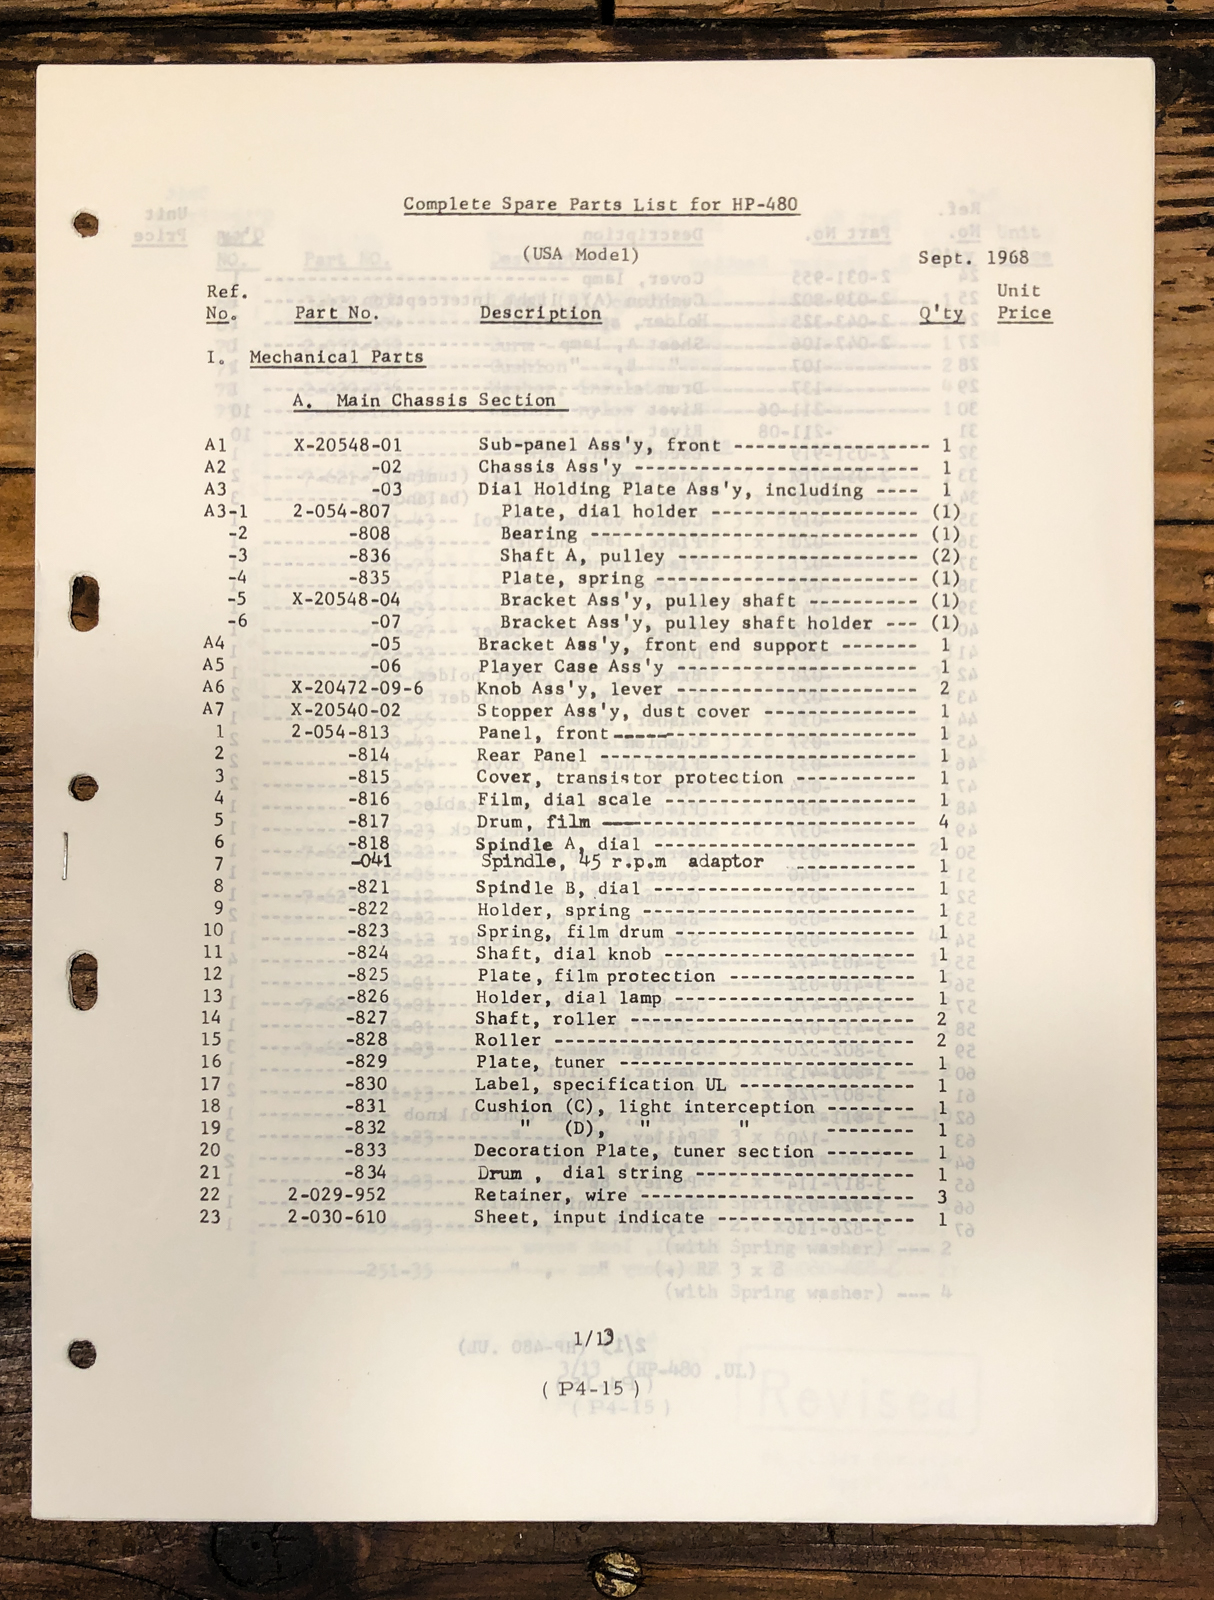 Complete Spare Parts List for HP-480
(USA Model) Sept. 1968
Ref. Unit
No. Part No. Description Q'ty Price
I. Mechanical Parts
A. Main Chassis Section
A1 X-20548-01 Sub-panel Ass'y, front ------------------ 1
A2 -02 Chassis Ass'y -------------------------- 1
A3 -03 Dial Holding Plate Ass'y, including ---- 1
A3-1 2-054-807 Plate, dial holder ------------------- (1)
-2 -808 Bearing ------------------------------ (1)
-3 -836 Shaft A, pulley ---------------------- (2)
-4 -835 Plate, spring ------------------------- (1)
-5 X-20548-04 Bracket Ass'y, pulley shaft ---------- (1)
-6 -07 Bracket Ass'y, pulley shaft holder --- (1)
A4 -05 Bracket Ass'y, front end support ------- 1
A5 -06 Player Case Ass'y ---------------------- 1
A6 X-20472-09-6 Knob Ass'y, lever ---------------------- 2
A7 X-20540-02 Stopper Ass'y, dust cover -------------- 1
1 2-054-813 Panel, front---------------------------- 1
2 -814 Rear Panel ----------------------------- 1
3 -815 Cover, transistor protection ----------- 1
4 -816 Film, dial scale ----------------------- 1
5 -817 Drum, film ----------------------------- 4
6 -818 Spindle A, dial ------------------------ 1
7 -041 Spindle, 45 r.p.m adaptor ----------- 1
8 -821 Spindle B, dial ------------------------ 1
9 -822 Holder, spring ------------------------- 1
10 -823 Spring, film drum ---------------------- 1
11 -824 Shaft, dial knob ----------------------- 1
12 -825 Plate, film protection ----------------- 1
13 -826 Holder, dial lamp ---------------------- 1
14 -827 Shaft, roller -------------------------- 2
15 -828 Roller --------------------------------- 2
16 -829 Plate, tuner --------------------------- 1
17 -830 Label, specification UL ---------------- 1
18 -831 Cushion (C), light interception -------- 1
19 -832 " (D), " " -------- 1
20 -833 Decoration Plate, tuner section -------- 1
21 -834 Drum , dial string --------------------- 1
22 2-029-952 Retainer, wire ------------------------- 3
23 2-030-610 Sheet, input indicate ------------------ 1
1/13
( P4-15 )